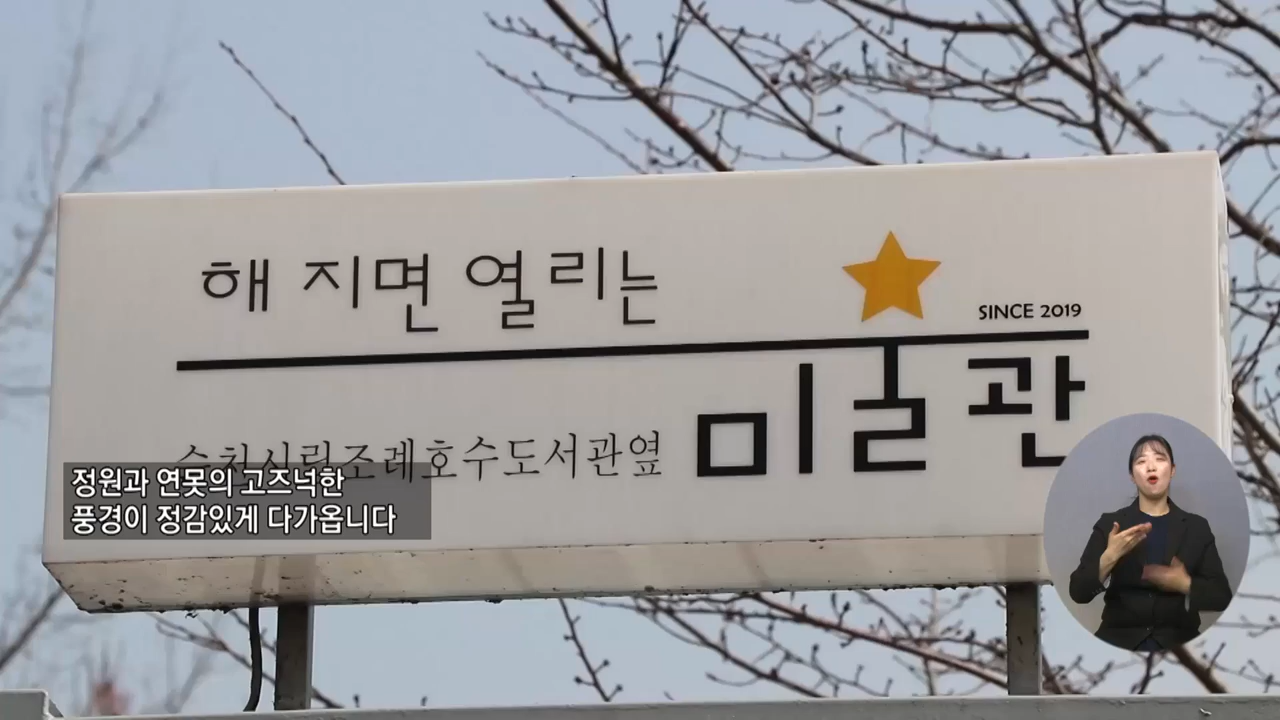 해 지면 열리는
SINCE 2019
미술관
순천시립조례호수도서관옆
정원과 연못의 고즈넉한
풍경이 정감있게 다가옵니다